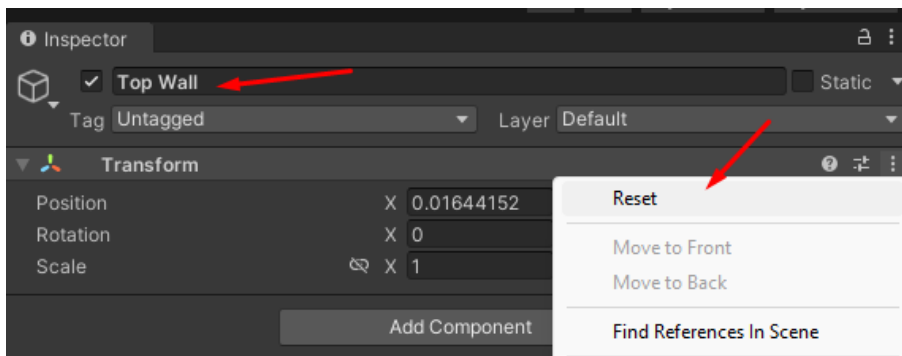 Inspector
Top Wall
Static
Tag Untagged
Layer Default
Transform
Position X 0.01644152
Rotation X 0
Scale X 1
Add Component
Reset
Move to Front
Move to Back
Find References In Scene